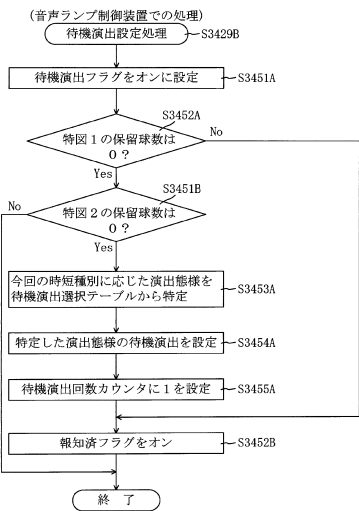 (音声ランプ制御装置での処理)
待機演出設定処理
S3429B
待機演出フラグをオンに設定
S3451A
S3452A
特図1の保留球数は
0?
No
Yes
S3451B
No
特図2の保留球数は
0?
Yes
今回の時短種別に応じた演出態様を
待機演出選択テーブルから特定
S3453A
特定した演出態様の待機演出を設定
S3454A
待機演出回数カウンタに1を設定
S3455A
報知済フラグをオン
S3452B
終 了